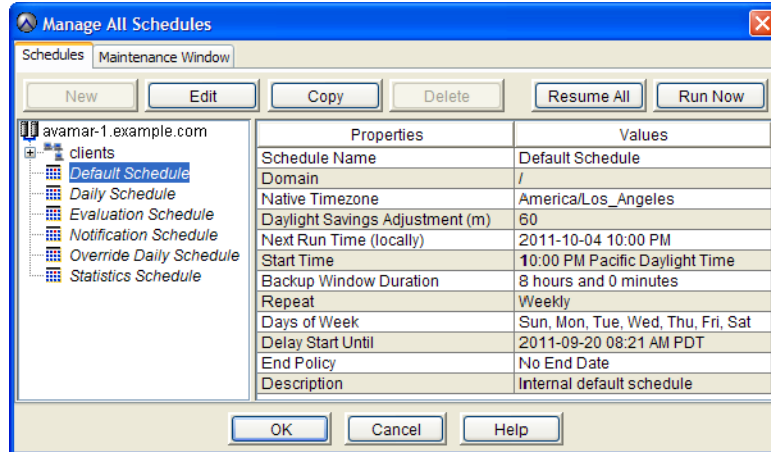 Manage All Schedules
Schedules Maintenance Window
New Edit Copy Delete Resume All Run Now
avamar-1.example.com
clients
Default Schedule
Daily Schedule
Evaluation Schedule
Notification Schedule
Override Daily Schedule
Statistics Schedule
Properties Values
Schedule Name Default Schedule
Domain /
Native Timezone America/Los_Angeles
Daylight Savings Adjustment (m) 60
Next Run Time (locally) 2011-10-04 10:00 PM
Start Time 10:00 PM Pacific Daylight Time
Backup Window Duration 8 hours and 0 minutes
Repeat Weekly
Days of Week Sun, Mon, Tue, Wed, Thu, Fri, Sat
Delay Start Until 2011-09-20 08:21 AM PDT
End Policy No End Date
Description Internal default schedule
OK Cancel Help